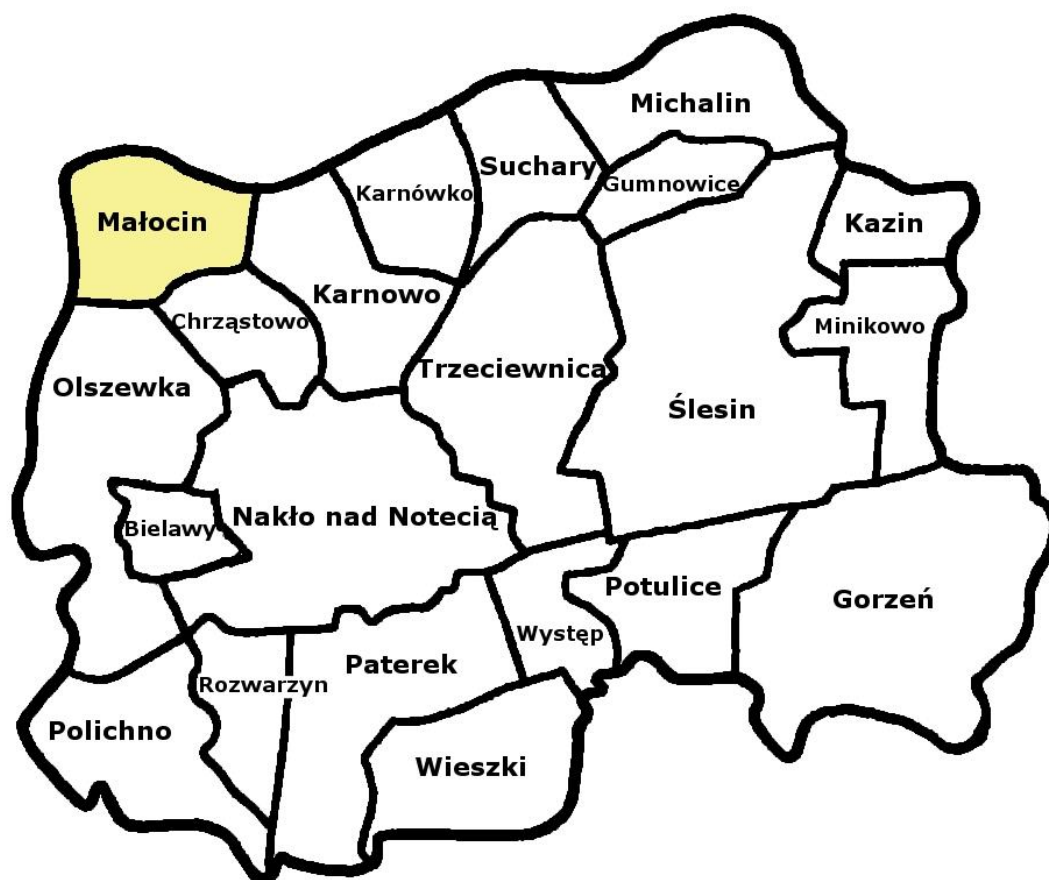 Michalin
Suchary
Gumnowice
Karnówko
Małocin
Kazin
Karnowo
Chrząstowo
Minikowo
Trzeciewnica
Olszewka
Ślesin
Nakło nad Notecią
Bielawy
Potulice
Gorzeń
Występ
Paterek
Rozwarzyn
Polichno
Wieszki